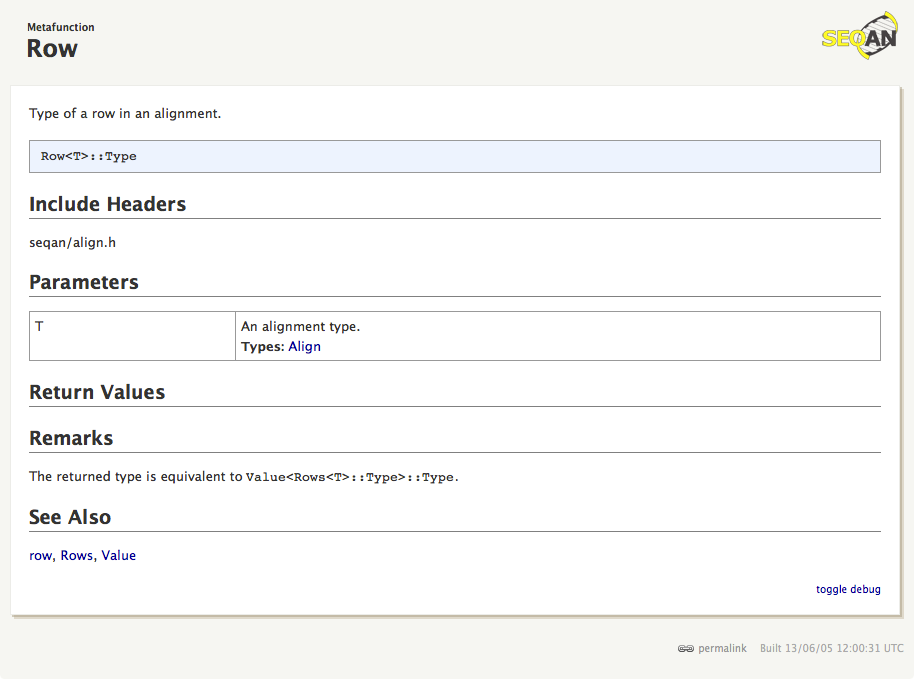 Metafunction
Row
SEQAN
Type of a row in an alignment.
Row<T>::Type
Include Headers
seqan/align.h
Parameters
T
An alignment type.
Types: Align
Return Values
Remarks
The returned type is equivalent to Value<Rows<T>::Type>::Type.
See Also
row, Rows, Value
toggle debug
permalink Built 13/06/05 12:00:31 UTC